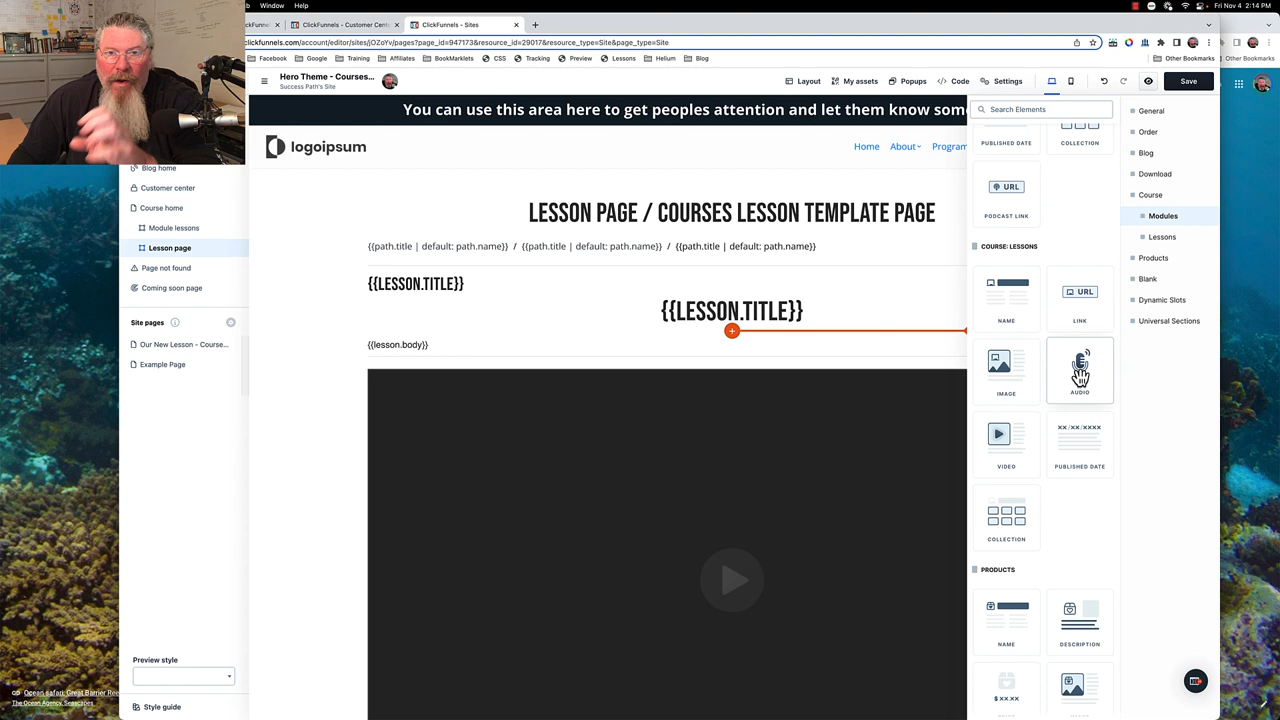 Window Help
Fri Nov 4 2:14 PM
ClickFunnels - Customer Cent
ClickFunnels - Sites
clickfunnels.com/account/editor/sites/jOZoYv/pages?page_id=947173&resource_id=29017&resource_type=Site&page_type=Site
Header Google Training Affiliates BookMarklets CSS Tracking Preview Lessons Helium Blog Other Bookmarks Other Bookmarks
Hero Theme - Courses...
Success Path's Site
Layout My assets Popups Code Settings Save
You can use this area here to get peoples attention and let them know som
Search Elements
General
Order
Blog
Download
Course
Modules
Lessons
Products
Blank
Dynamic Slots
Universal Sections
logoipsum
Home About Program
PUBLISHED DATE COLLECTION
URL
PODCAST LINK
Blog home
Customer center
Course home
Module lessons
Lesson page
Page not found
Coming soon page
Site pages
Our New Lesson - Course...
Example Page
LESSON PAGE / COURSES LESSON TEMPLATE PAGE
{{path.title | default: path.name}} / {{path.title | default: path.name}} / {{path.title | default: path.name}}
{{LESSON.TITLE}}
{{LESSON.TITLE}}
{{lesson.body}}
COURSE: LESSONS
URL
NAME LINK
IMAGE AUDIO
XX/XX/XXXX
VIDEO PUBLISHED DATE
COLLECTION
PRODUCTS
NAME DESCRIPTION
$ XX.XX
Preview style
Style guide
Ocean safari, Great Barrier Ree
The Ocean Agency, Seascapes